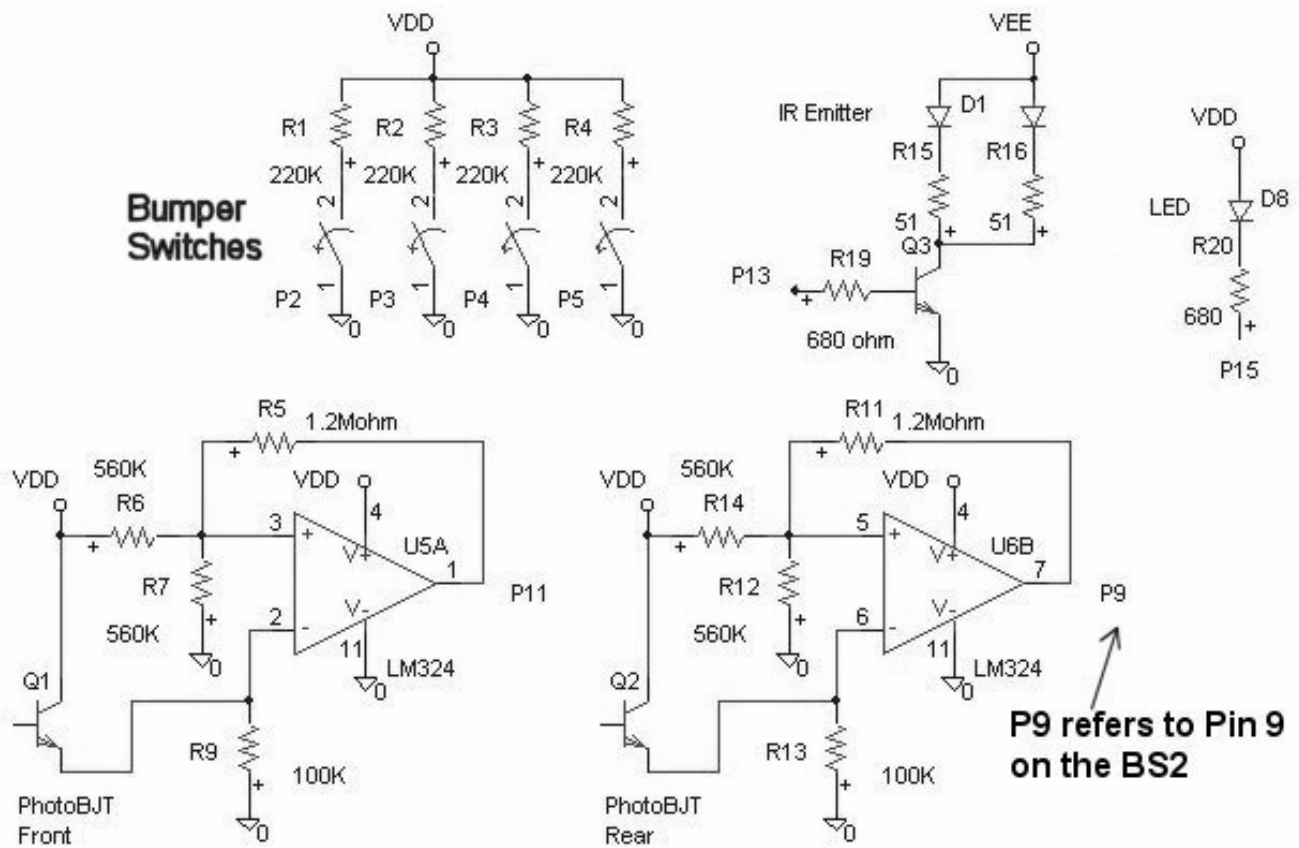 VDD
R1 R2 R3 R4
220K 220K 220K 220K
2 2 2 2
Bumper
Switches
1 1 1 1
P2 P3 P4 P5
0 0 0 0
VEE
IR Emitter
D1
R15 R16
51 51
Q3
P13
R19
680 ohm
0
VDD
LED
D8
R20
680
P15
R5
1.2Mohm
560K
VDD
R6
VDD
4
3
+
V+
U5A
1
P11
R7
V-
2
-
560K
11
0
LM324
0
Q1
R9
100K
0
PhotoBJT
Front
R11
1.2Mohm
560K
VDD
R14
VDD
4
5
+
V+
U6B
7
P9
R12
V-
6
-
560K
11
0
LM324
0
Q2
R13
100K
0
PhotoBJT
Rear
P9 refers to Pin 9
on the BS2